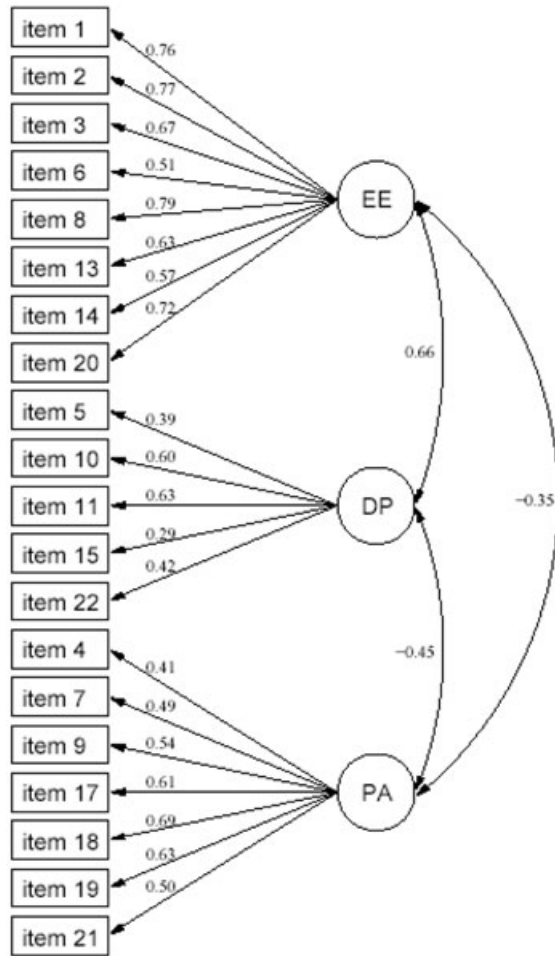 item 1
0.76
item 2
0.77
item 3
0.67
item 6
0.51
EE
item 8
0.79
item 13
0.63
item 14
0.57
item 20
0.72
0.66
item 5
0.39
item 10
0.60
item 11
0.63
DP
−0.35
item 15
0.29
item 22
0.42
item 4
0.41
−0.45
item 7
0.49
item 9
0.54
item 17
0.61
PA
item 18
0.69
item 19
0.63
item 21
0.50